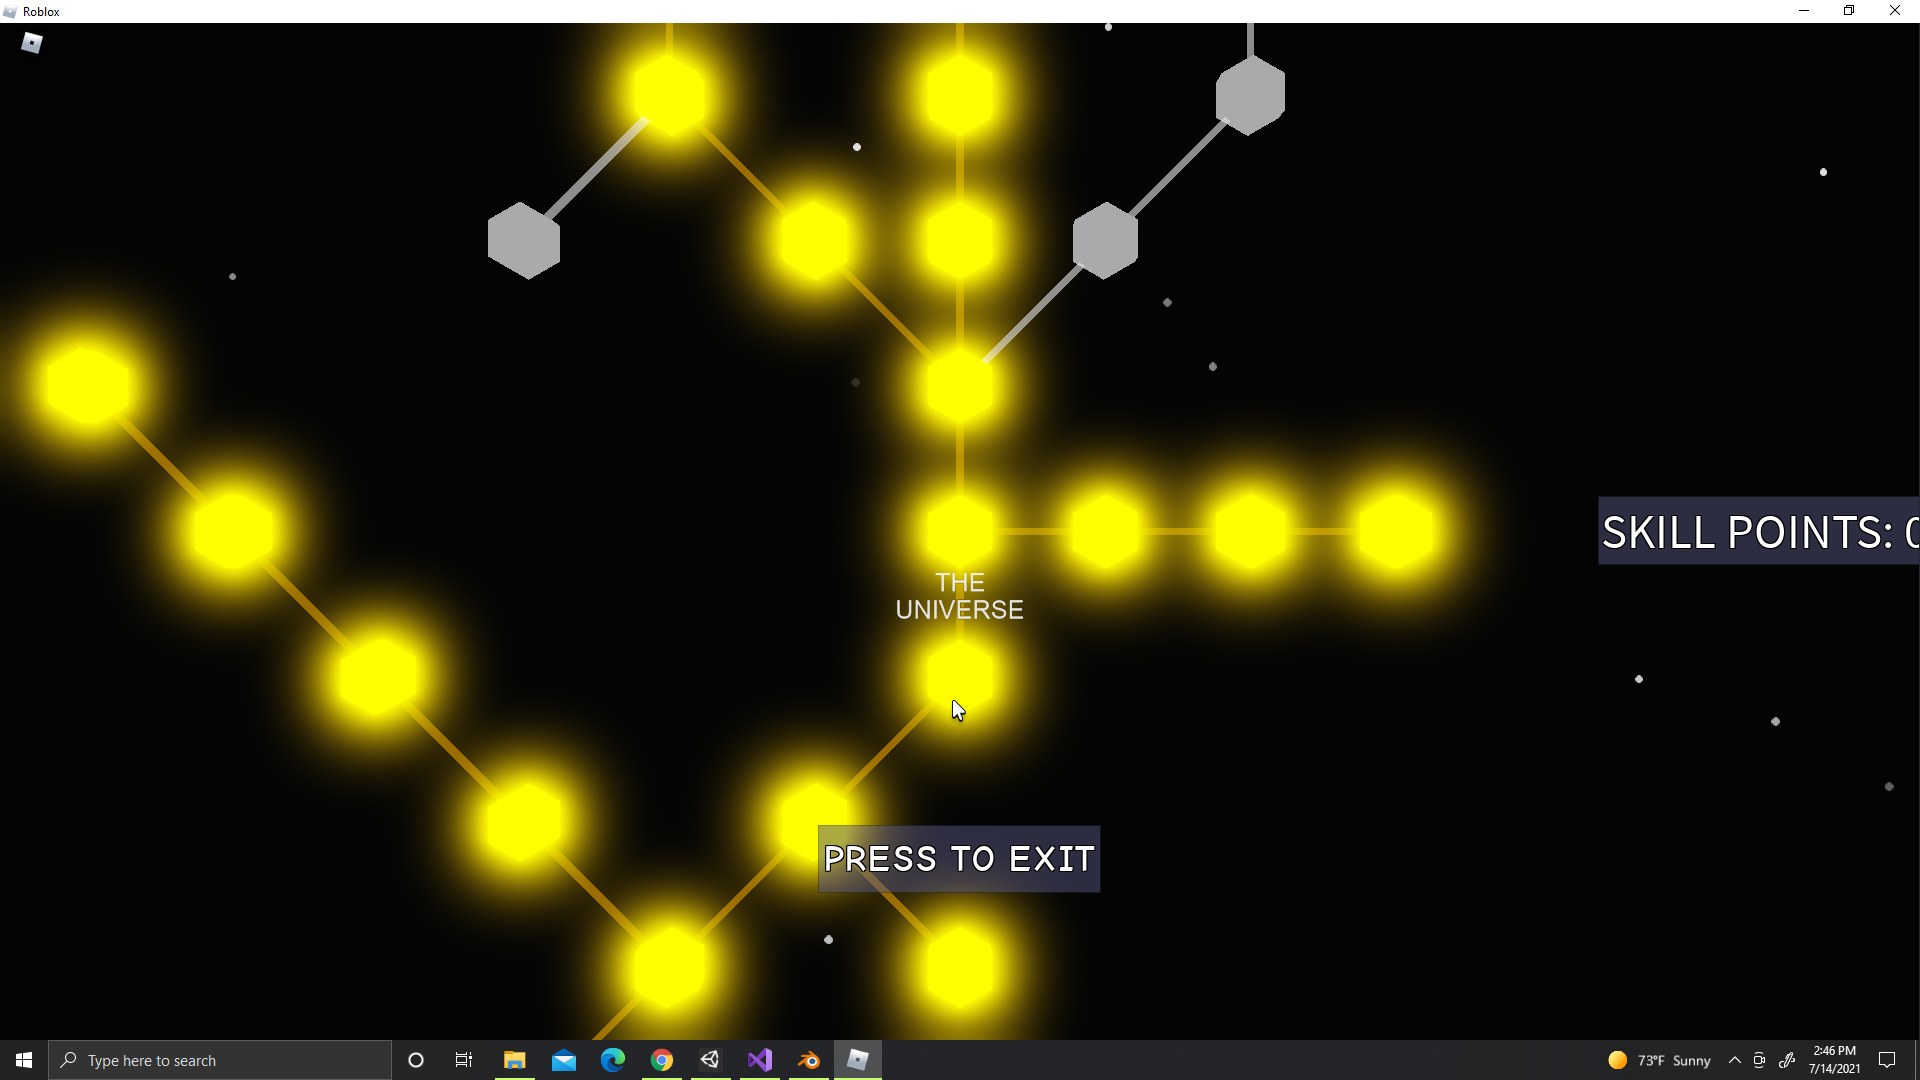 Roblox
SKILL POINTS: 0
THE
UNIVERSE
PRESS TO EXIT
Type here to search
73°F Sunny
2:46 PM
7/14/2021